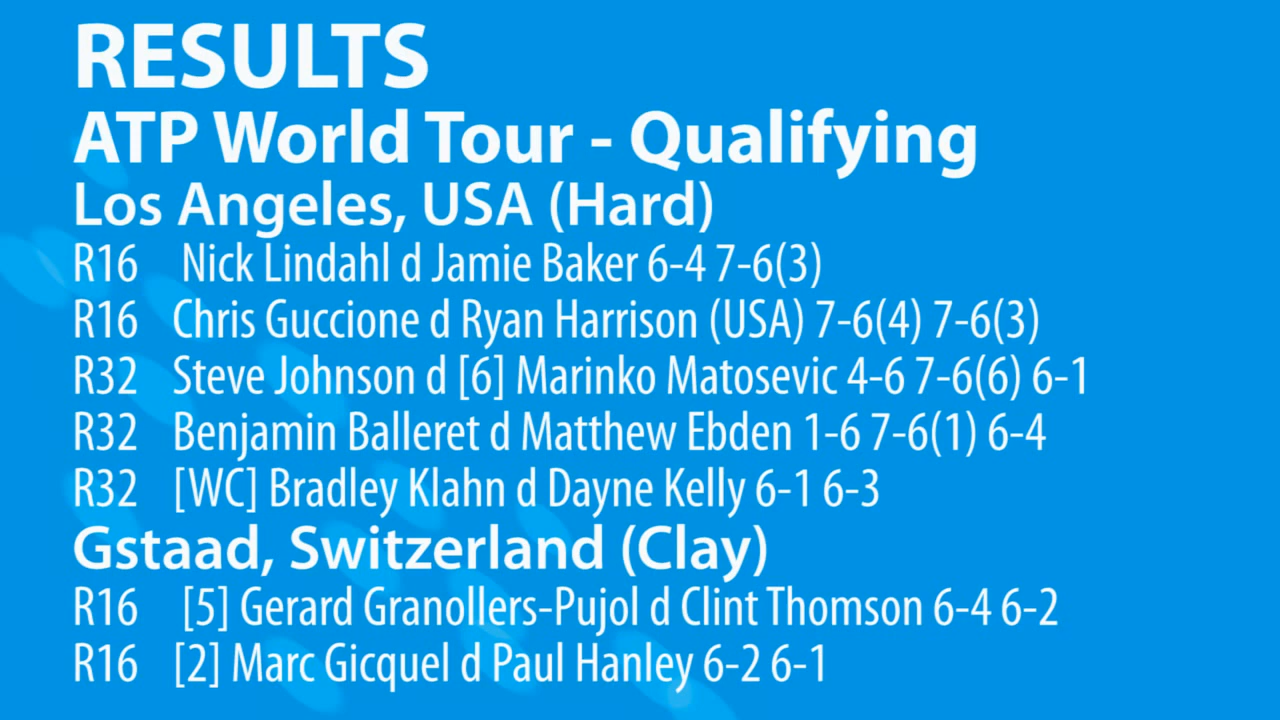 RESULTS
ATP World Tour - Qualifying
Los Angeles, USA (Hard)
R16 Nick Lindahl d Jamie Baker 6-4 7-6(3)
R16 Chris Guccione d Ryan Harrison (USA) 7-6(4) 7-6(3)
R32 Steve Johnson d [6] Marinko Matosevic 4-6 7-6(6) 6-1
R32 Benjamin Balleret d Matthew Ebden 1-6 7-6(1) 6-4
R32 [WC] Bradley Klahn d Dayne Kelly 6-1 6-3
Gstaad, Switzerland (Clay)
R16 [5] Gerard Granollers-Pujol d Clint Thomson 6-4 6-2
R16 [2] Marc Gicquel d Paul Hanley 6-2 6-1